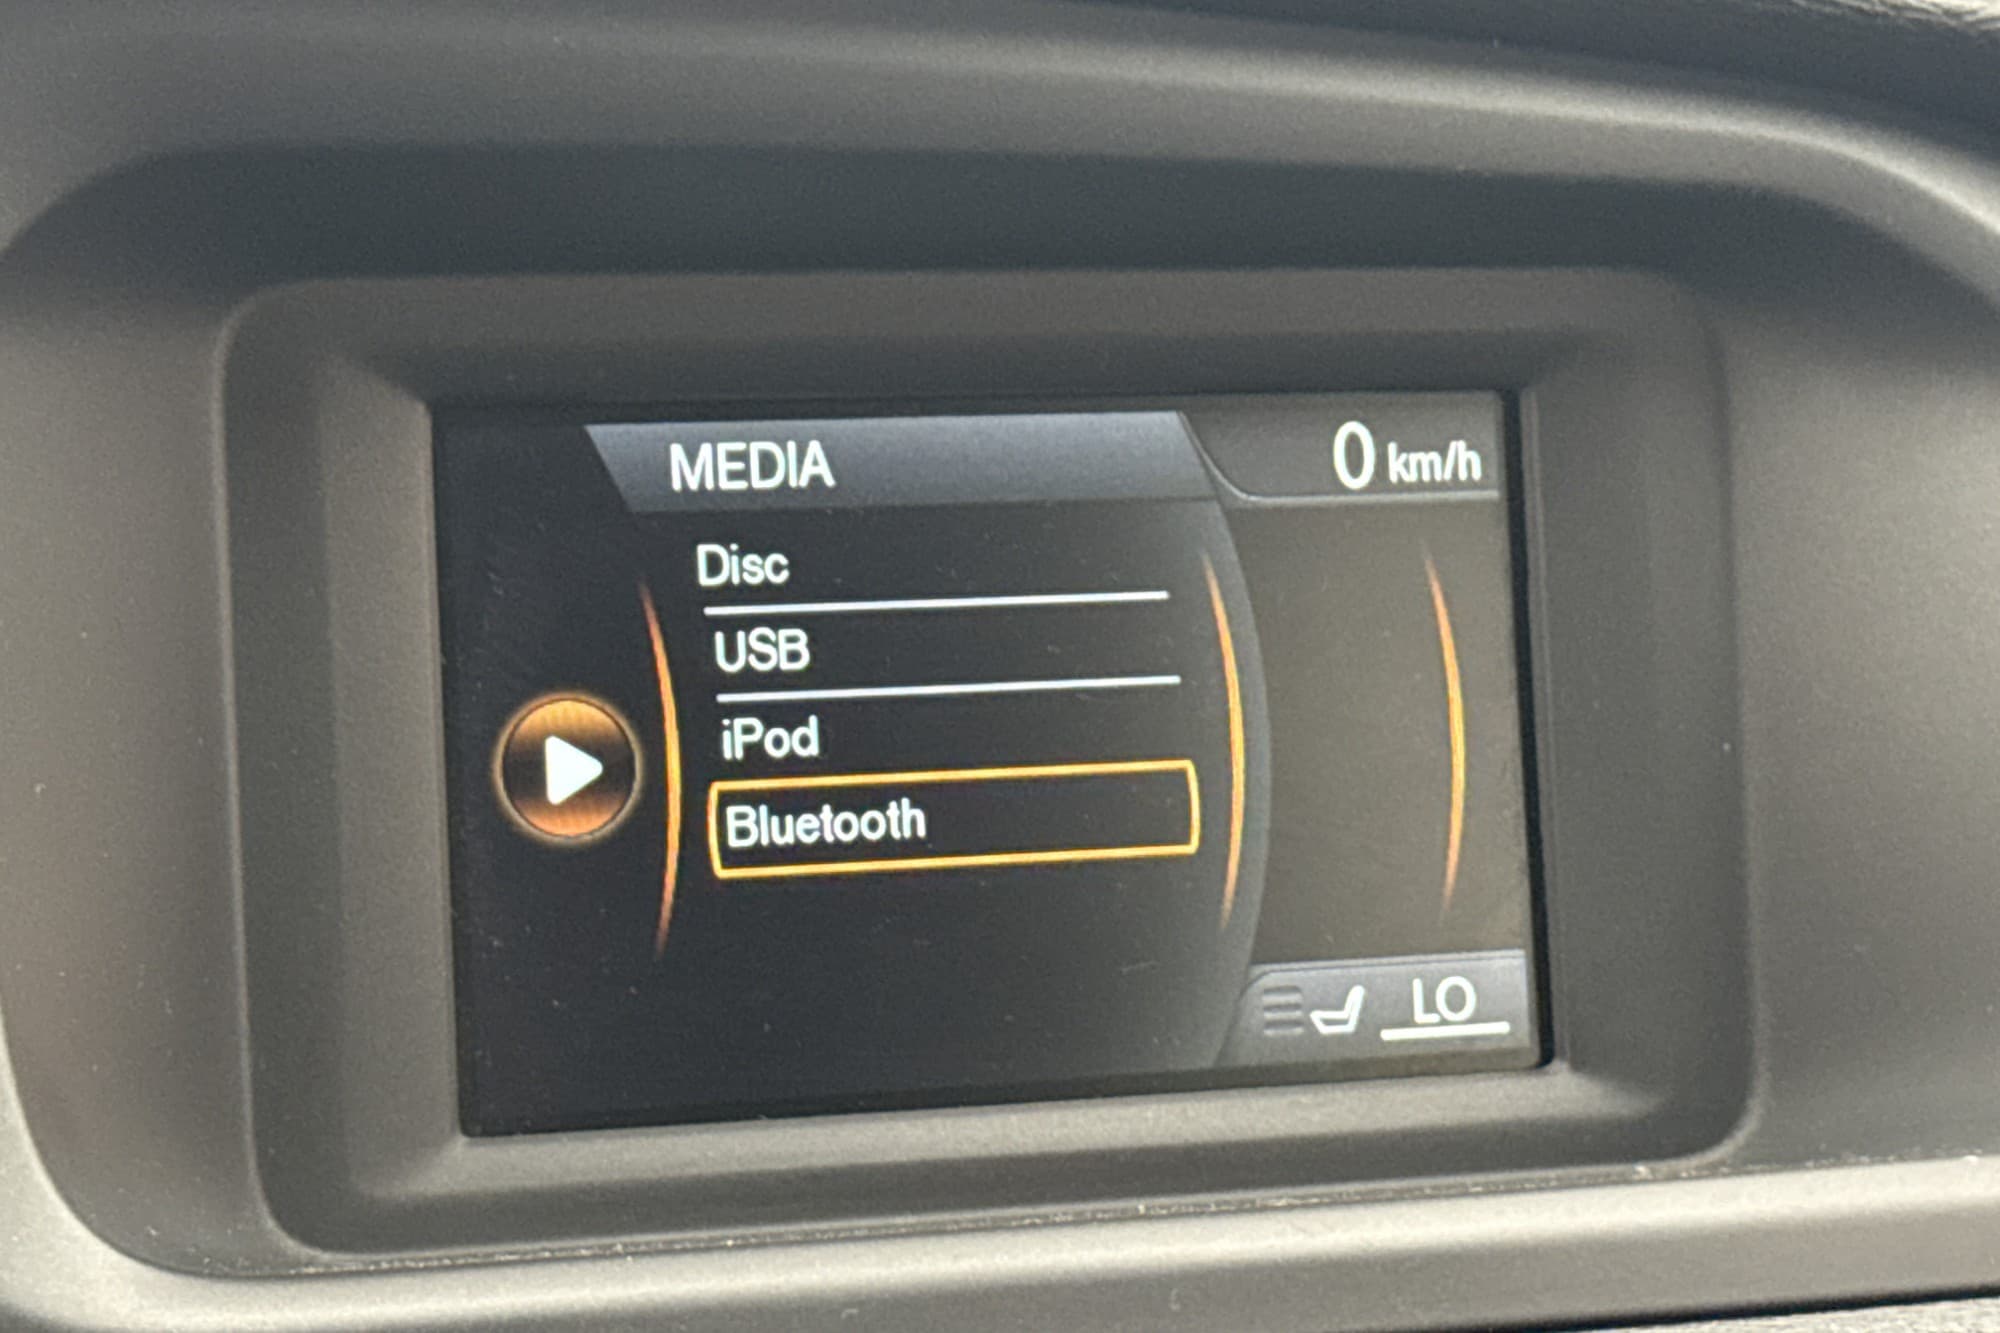 MEDIA
0 km/h
Disc
USB
iPod
Bluetooth
LO